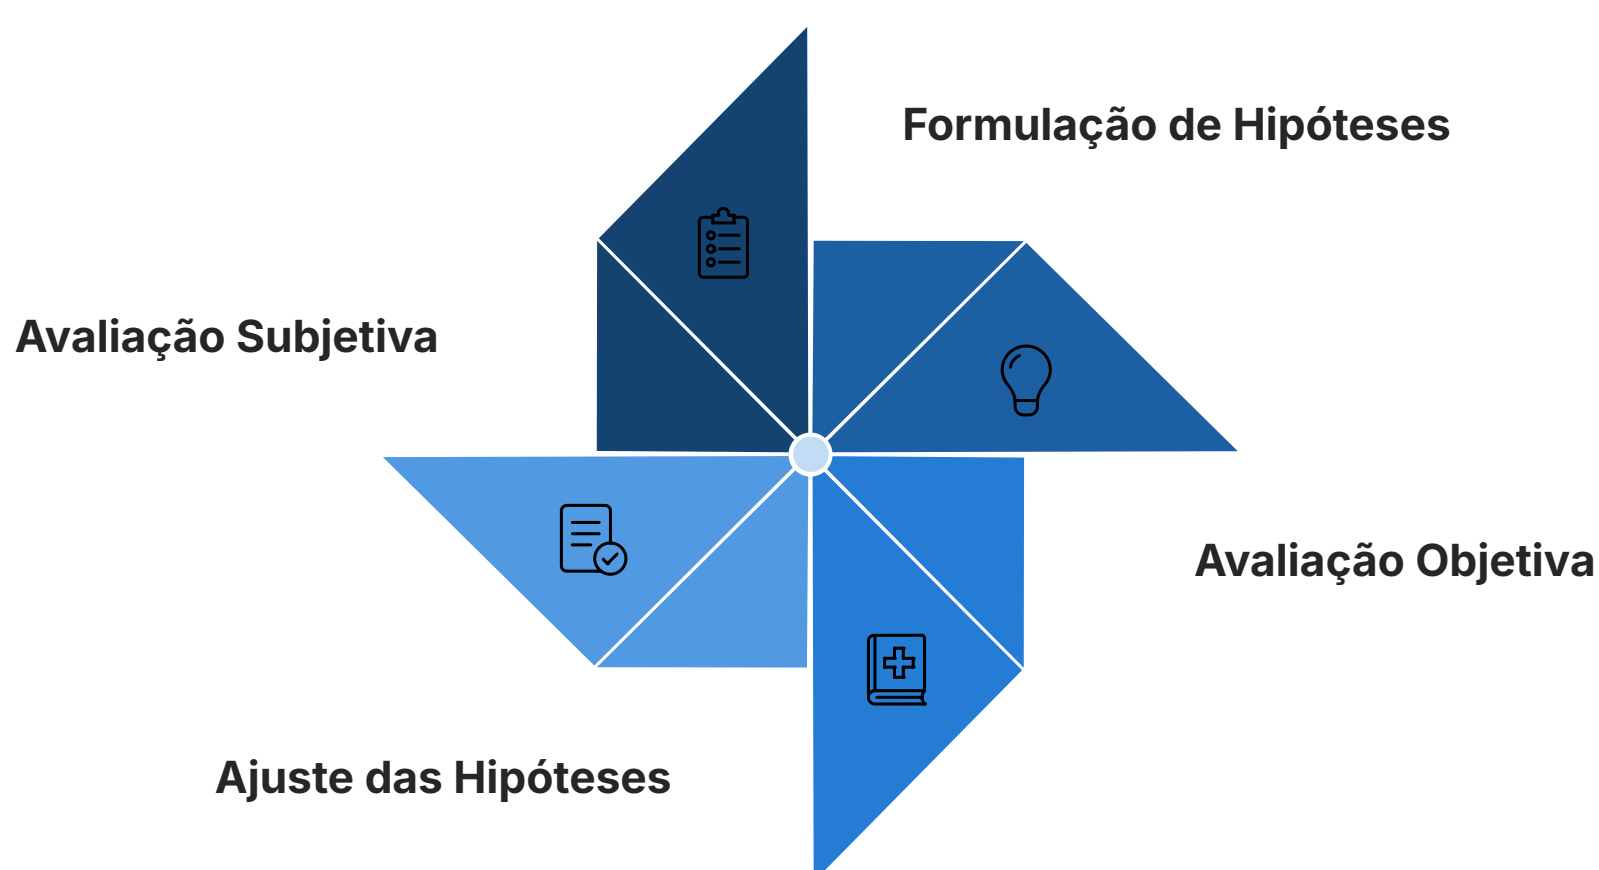 Formulação de Hipóteses
Avaliação Subjetiva
Avaliação Objetiva
Ajuste das Hipóteses